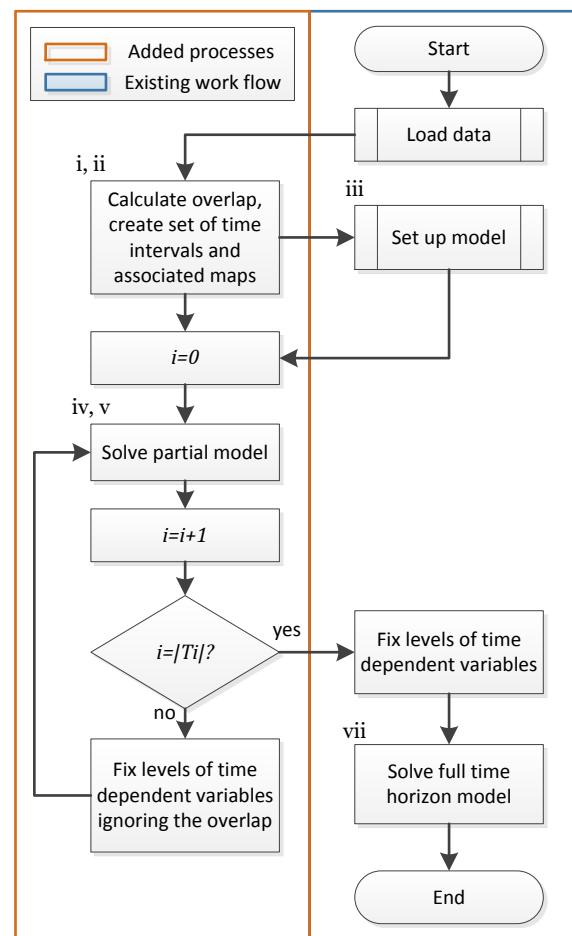 Added processes
Existing work flow
Start
Load data
i, ii
Calculate overlap,
create set of time
intervals and
associated maps
iii
Set up model
i=0
iv, v
Solve partial model
i=i+1
i=|Ti|?
yes
no
Fix levels of time
dependent variables
Fix levels of time
dependent variables
ignoring the overlap
vii
Solve full time
horizon model
End